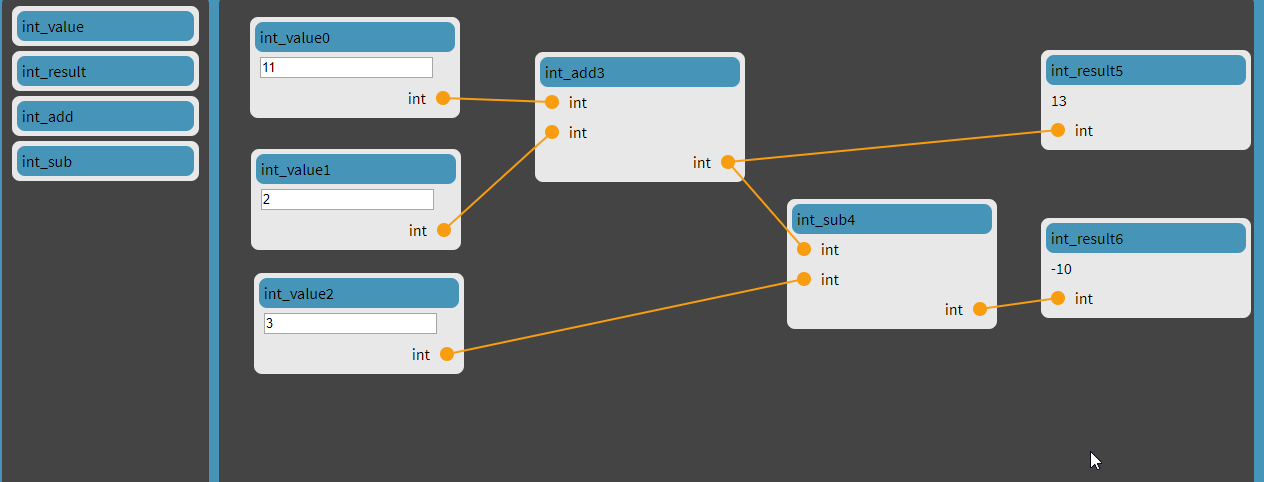 int_value
int_result
int_add
int_sub
int_value0
11
int
int_value1
2
int
int_value2
3
int
int_add3
int
int
int
int_sub4
int
int
int
int_result5
13
int
int_result6
-10
int